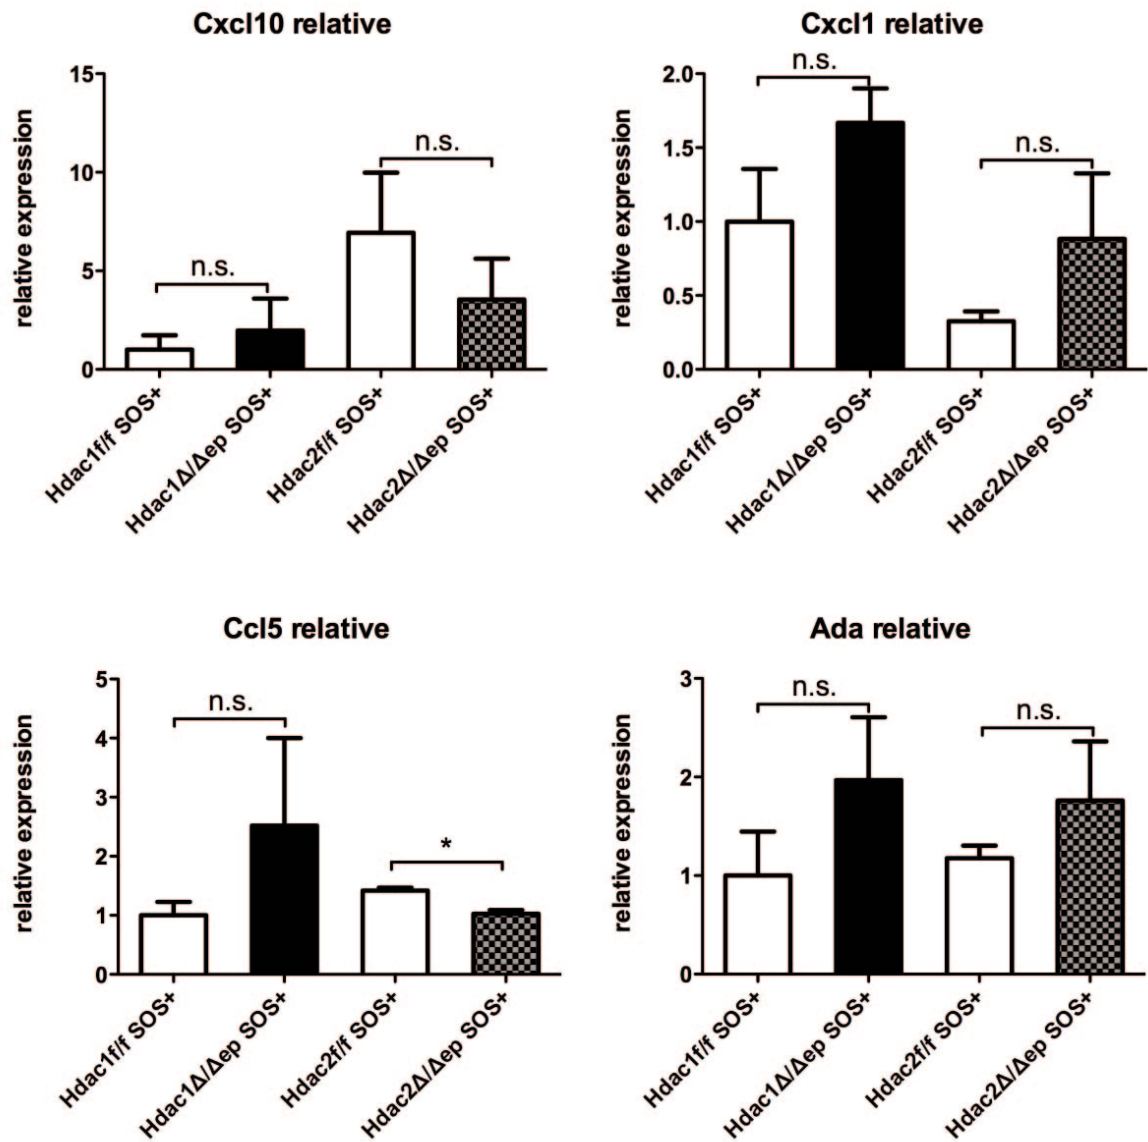 Cxcl10 relative
relative expression
15
10
5
0
n.s.
n.s.
Hdac1f/f SOS+
Hdac1Δ/Δep SOS+
Hdac2f/f SOS+
Hdac2Δ/Δep SOS+
Cxcl1 relative
relative expression
2.0
1.5
1.0
0.5
0.0
n.s.
n.s.
Hdac1f/f SOS+
Hdac1Δ/Δep SOS+
Hdac2f/f SOS+
Hdac2Δ/Δep SOS+
Ccl5 relative
relative expression
5
4
3
2
1
0
n.s.
*
Hdac1f/f SOS+
Hdac1Δ/Δep SOS+
Hdac2f/f SOS+
Hdac2Δ/Δep SOS+
Ada relative
relative expression
3
2
1
0
n.s.
n.s.
Hdac1f/f SOS+
Hdac1Δ/Δep SOS+
Hdac2f/f SOS+
Hdac2Δ/Δep SOS+